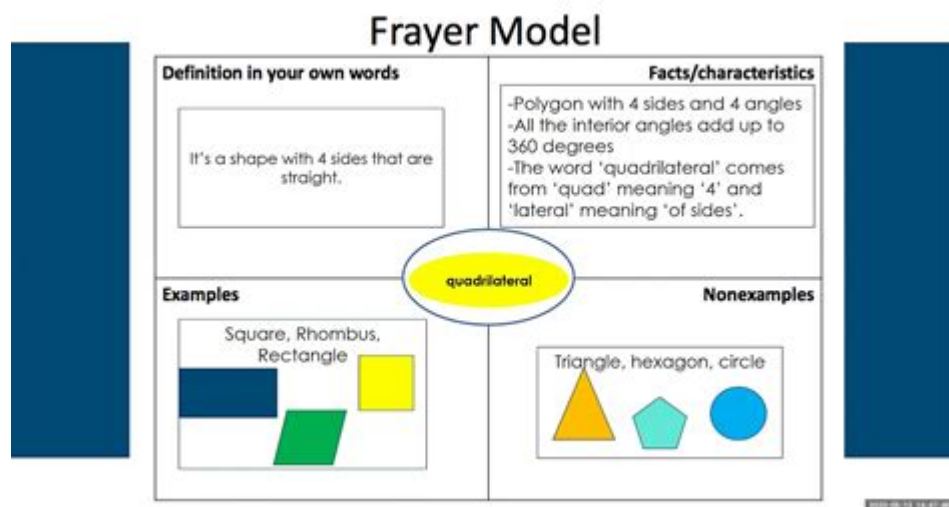 Frayer Model
Definition in your own words
It's a shape with 4 sides that are
straight.
Facts/characteristics
-Polygon with 4 sides and 4 angles
-All the interior angles add up to
360 degrees
-The word ‘quadrilateral’ comes
from ‘quad’ meaning ‘4’ and
‘lateral’ meaning ‘of sides’.
quadrilateral
Examples
Square, Rhombus,
Rectangle
Nonexamples
Triangle, hexagon, circle